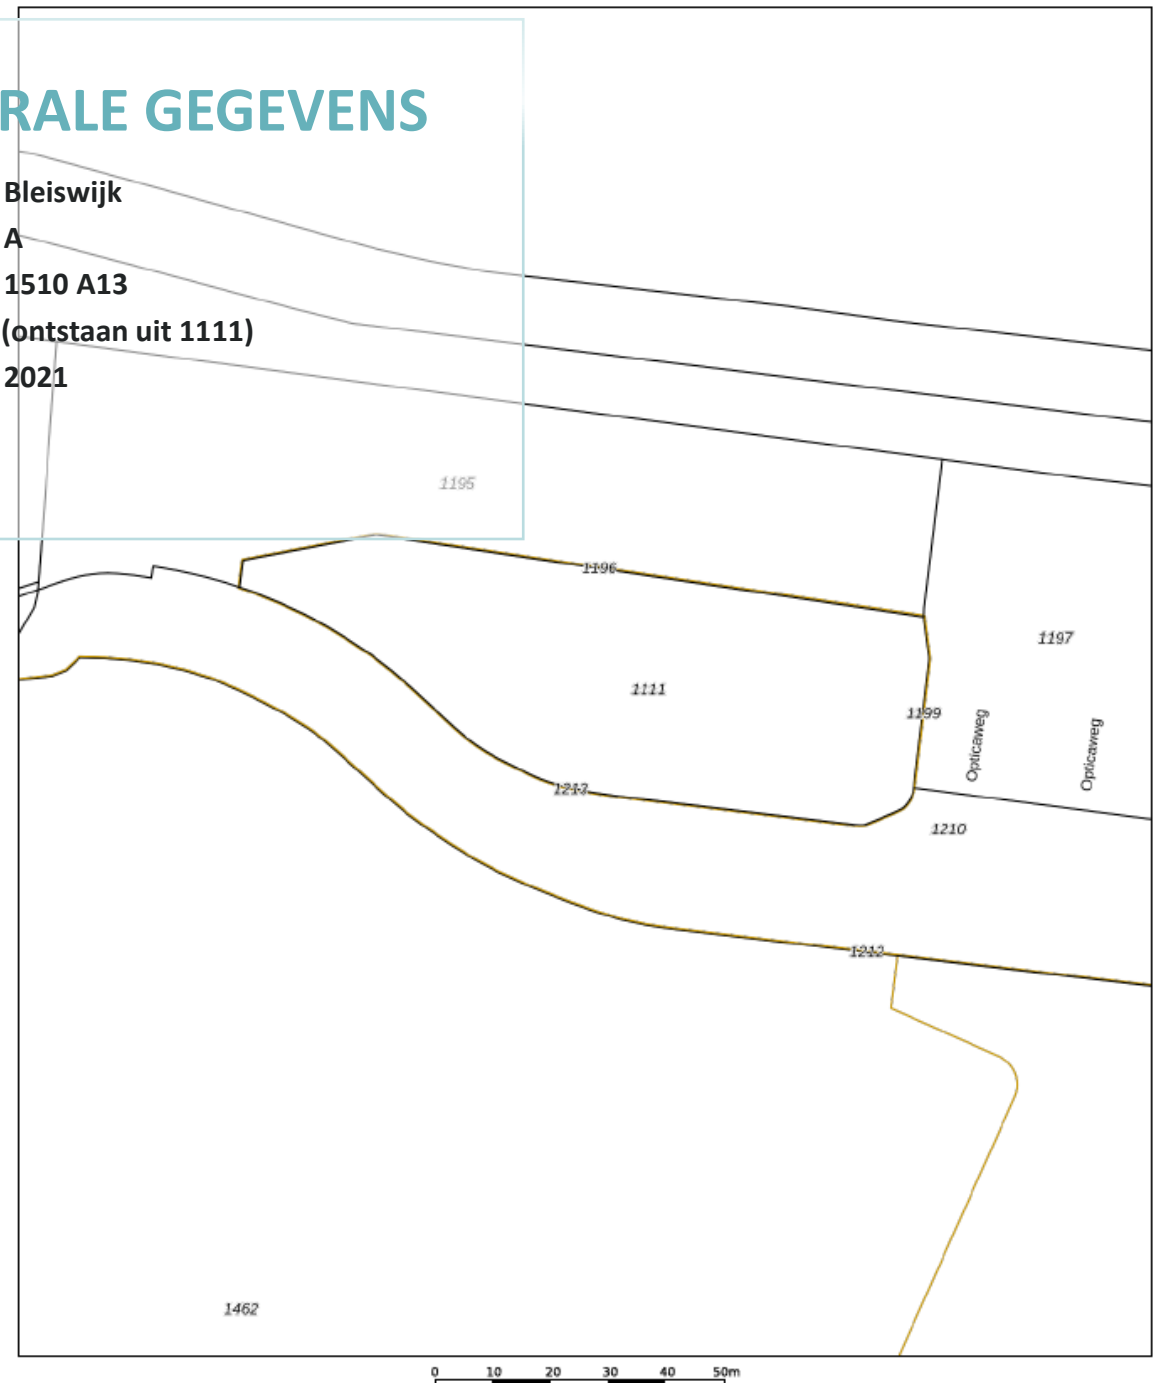 RALE GEGEVENS
Bleiswijk
A
1510 A13
(ontstaan uit 1111)
2021
1195
1196
1197
1111
1199
Opticaweg
Opticaweg
1213
1210
1212
1462
0 10 20 30 40 50m